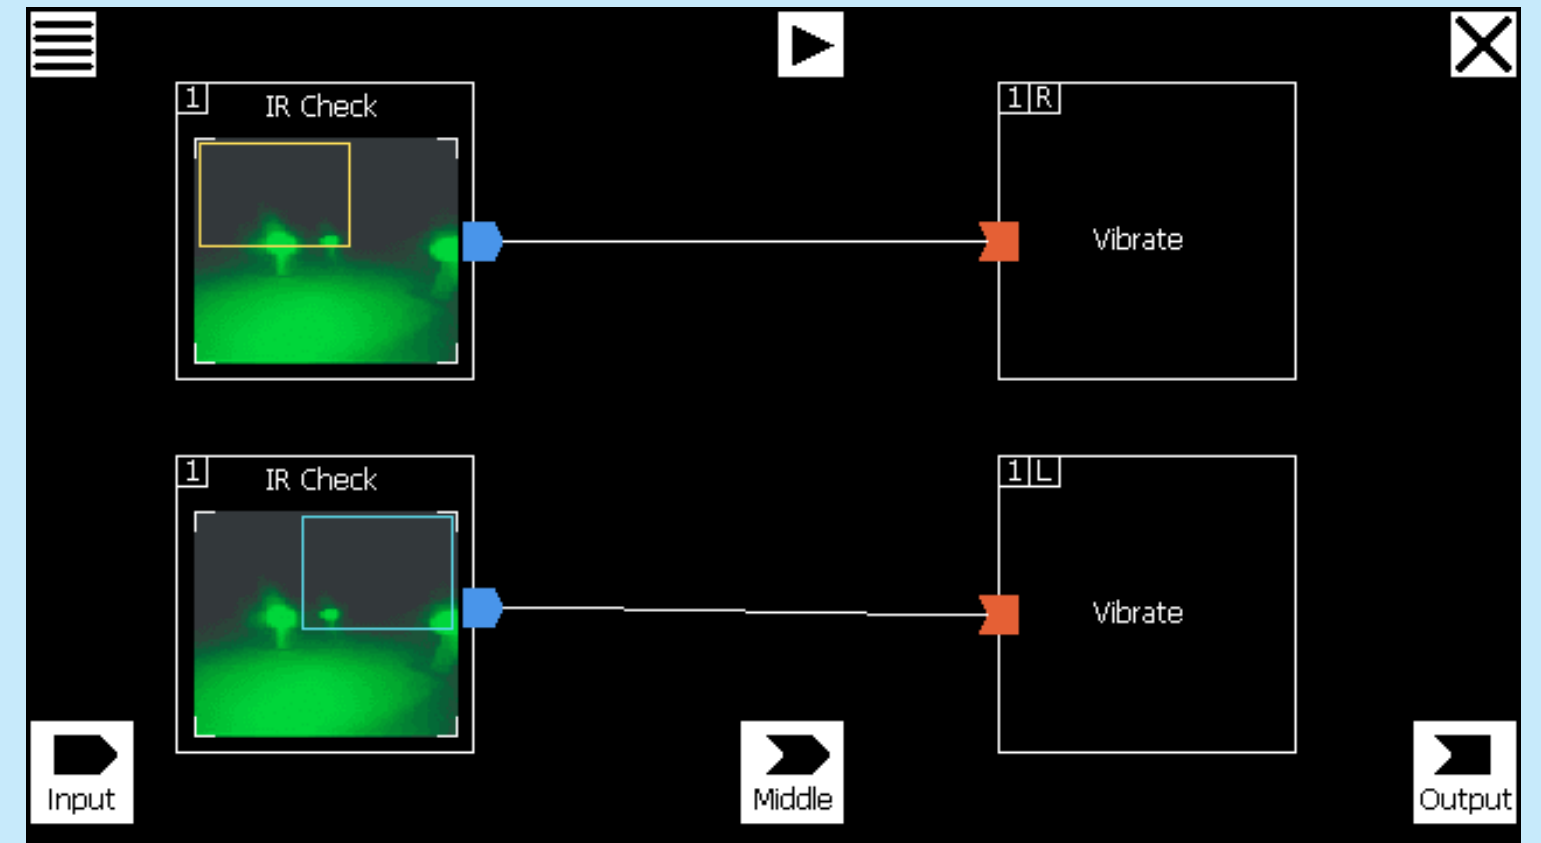 1 IR Check
1 R
Vibrate
1 IR Check
1 L
Vibrate
Input
Middle
Output